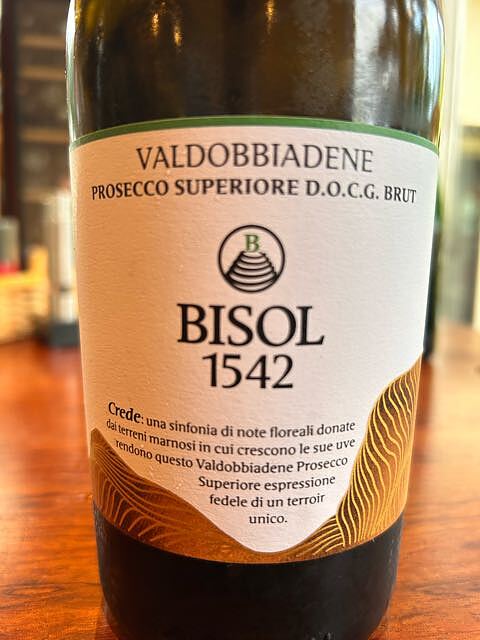 VALDOBBIADENE
PROSECCO SUPERIORE D.O.C.G. BRUT
B
BISOL
1542
Crede: una sinfonia di note floreali donate
dai terreni marnosi in cui crescono le sue uve
rendono questo Valdobbiadene Prosecco
Superiore espressione
fedele di un terroir
unico.